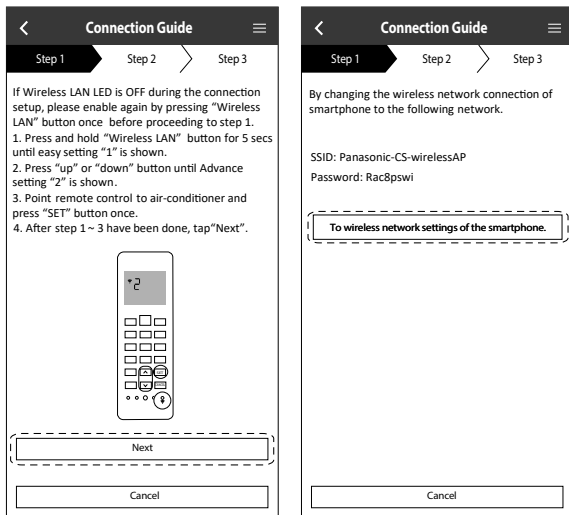 Connection Guide
Step 1
Step 2
Step 3
If Wireless LAN LED is OFF during the connection
setup, please enable again by pressing “Wireless
LAN” button once before proceeding to step 1.
1. Press and hold “Wireless LAN” button for 5 secs
until easy setting “1” is shown.
2. Press “up” or “down” button until Advance
setting “2” is shown.
3. Point remote control to air-conditioner and
press “SET” button once.
4. After step 1 ~ 3 have been done, tap“Next”.
*2
Next
Cancel
Connection Guide
Step 1
Step 2
Step 3
By changing the wireless network connection of
smartphone to the following network.
SSID: Panasonic-CS-wirelessAP
Password: Rac8pswi
To wireless network settings of the smartphone.
Cancel